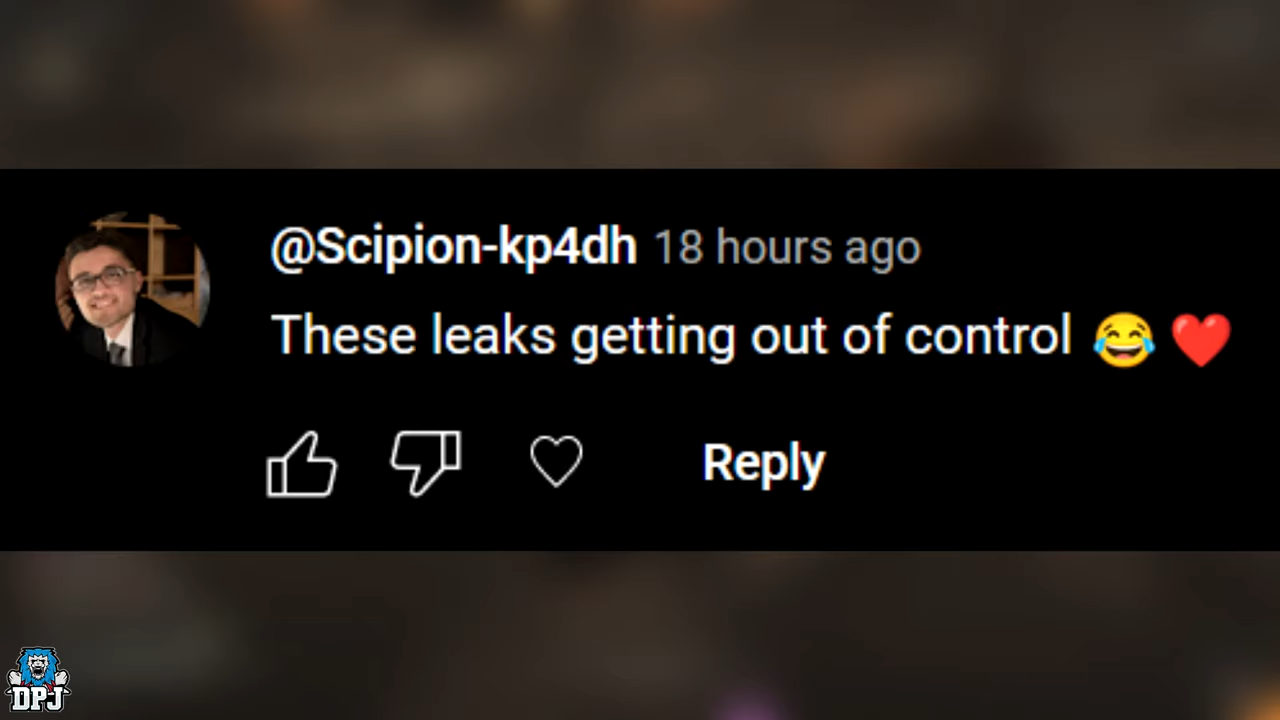 @Scipion-kp4dh 18 hours ago
These leaks getting out of control 😂 ❤️
Reply
DPJ